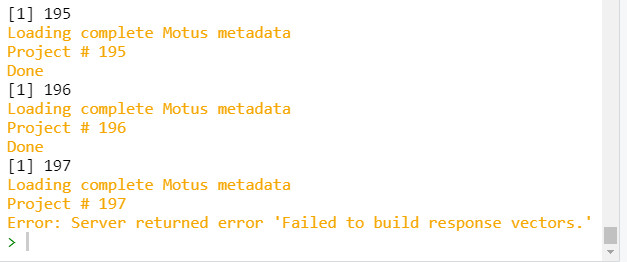 [1] 195
Loading complete Motus metadata
Project # 195
Done
[1] 196
Loading complete Motus metadata
Project # 196
Done
[1] 197
Loading complete Motus metadata
Project # 197
Error: Server returned error 'Failed to build response vectors.'
>